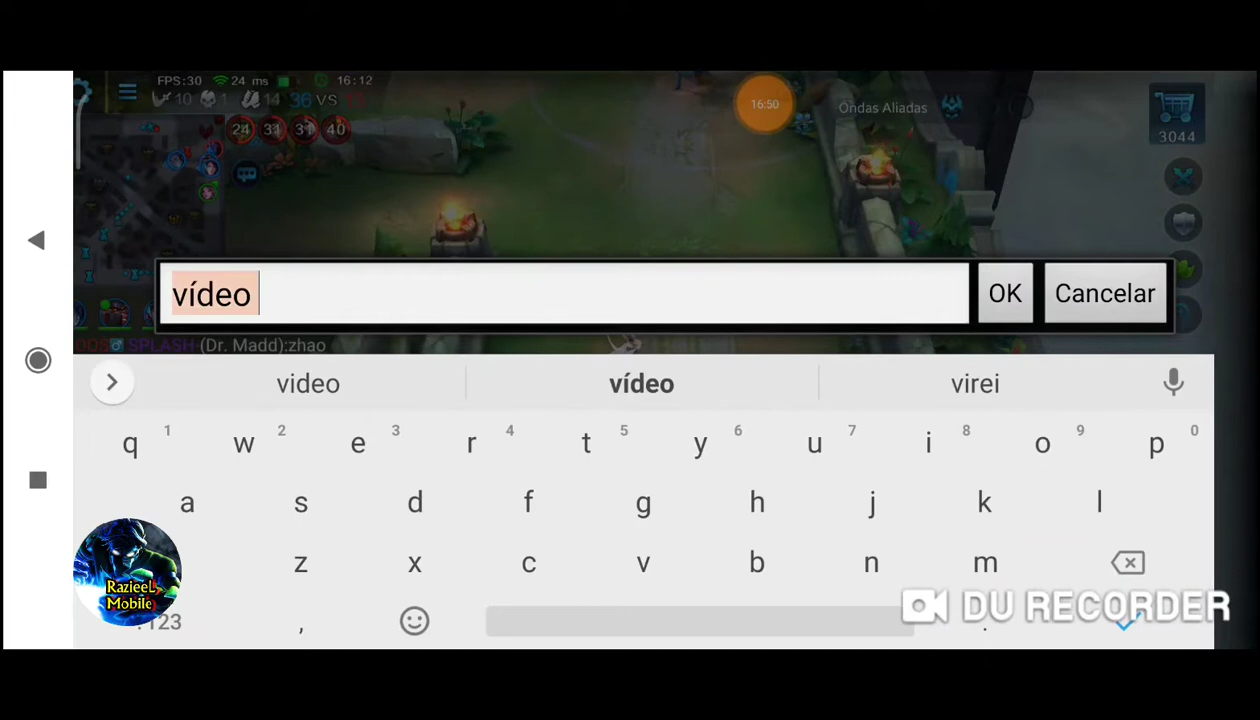 FPS:30 24 ms 16:12
10 1 14 36 VS
16:50
Ondas Aliadas
24 31 31 40
3044
vídeo
OK
Cancelar
SPLASH (Dr. Madd):zhao
video vídeo virei
1 2 3 4 5 6 7 8 9 0
q w e r t y u i o p
a s d f g h j k l
z x c v b n m
RazieeL
Mobile
DU RECORDER
?123 , .